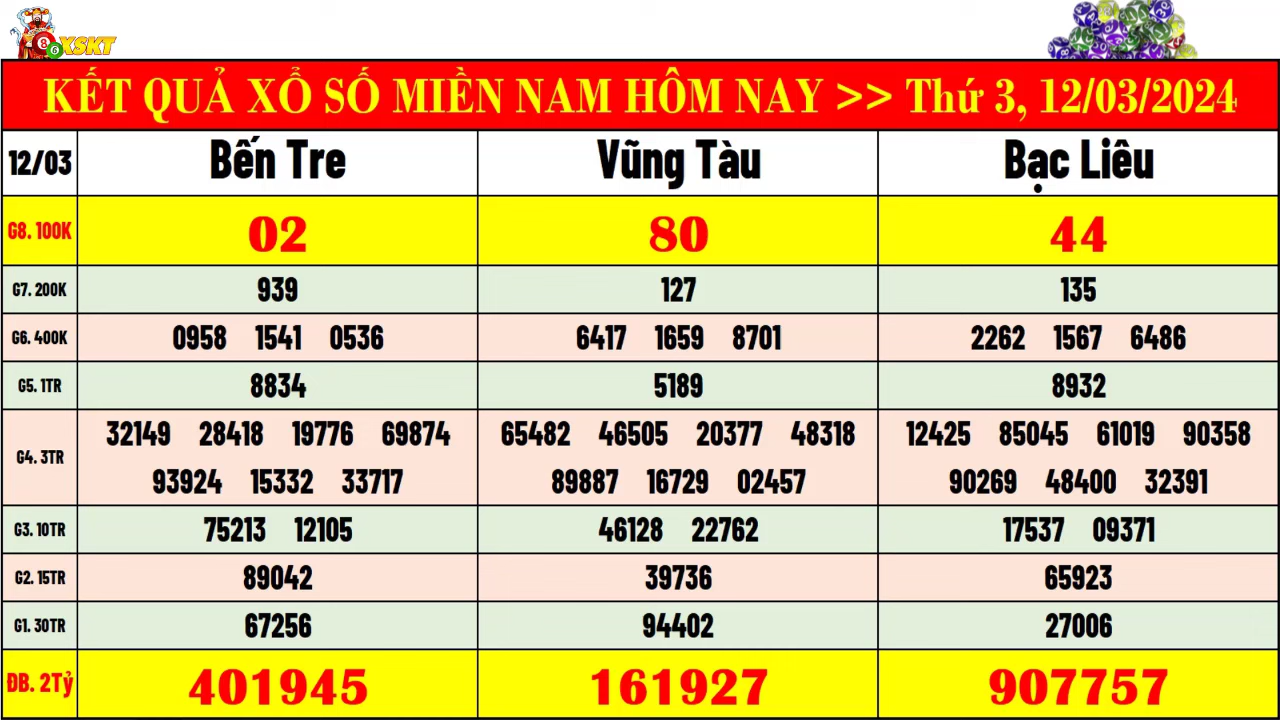 XSKT
KẾT QUẢ XỔ SỐ MIỀN NAM HÔM NAY >> Thứ 3, 12/03/2024
12/03 Bến Tre Vũng Tàu Bạc Liêu
G8. 100K 02 80 44
G7. 200K 939 127 135
G6. 400K 0958 1541 0536 6417 1659 8701 2262 1567 6486
G5. 1TR 8834 5189 8932
G4. 3TR 32149 28418 19776 69874 65482 46505 20377 48318 12425 85045 61019 90358
93924 15332 33717 89887 16729 02457 90269 48400 32391
G3. 10TR 75213 12105 46128 22762 17537 09371
G2. 15TR 89042 39736 65923
G1. 30TR 67256 94402 27006
ĐB. 2Tỷ 401945 161927 907757